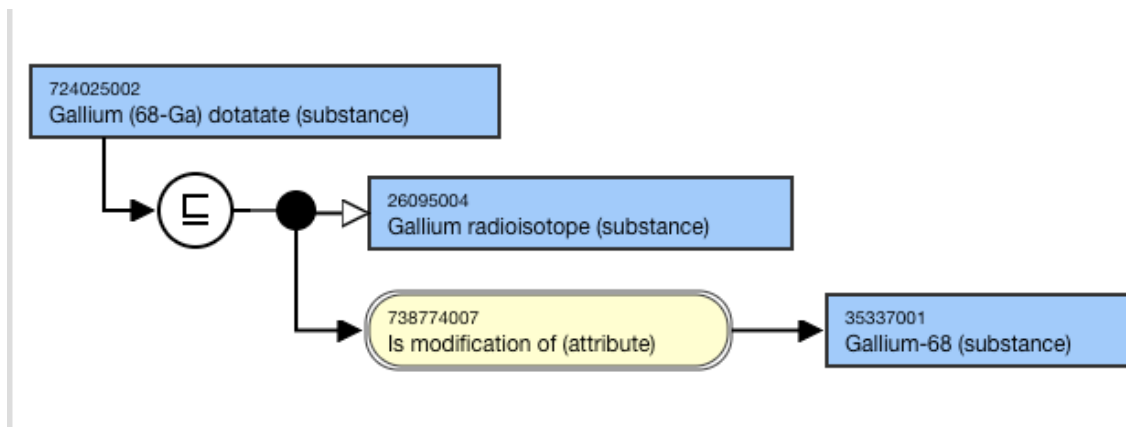 724025002
Gallium (68-Ga) dotatate (substance)
⊑
26095004
Gallium radioisotope (substance)
738774007
Is modification of (attribute)
35337001
Gallium-68 (substance)